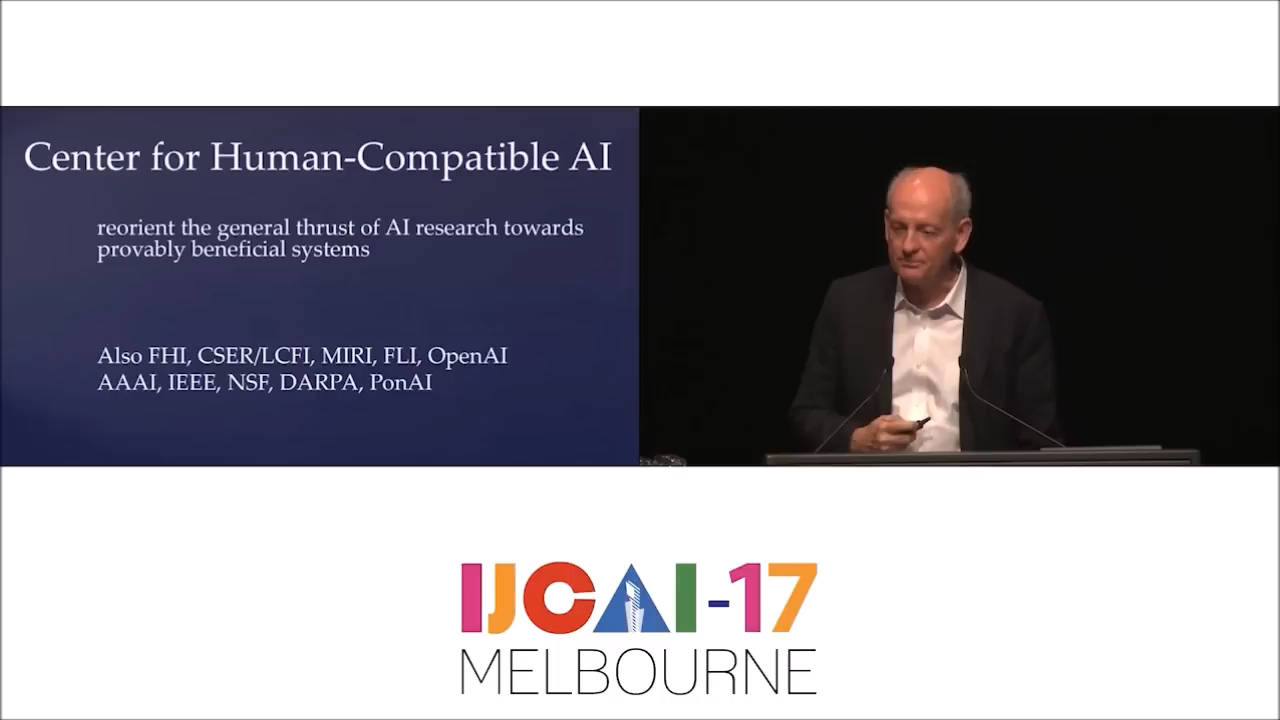 Center for Human-Compatible AI
reorient the general thrust of AI research towards
provably beneficial systems
Also FHI, CSER/LCFI, MIRI, FLI, OpenAI
AAAI, IEEE, NSF, DARPA, PonAI
IJCAI-17
MELBOURNE